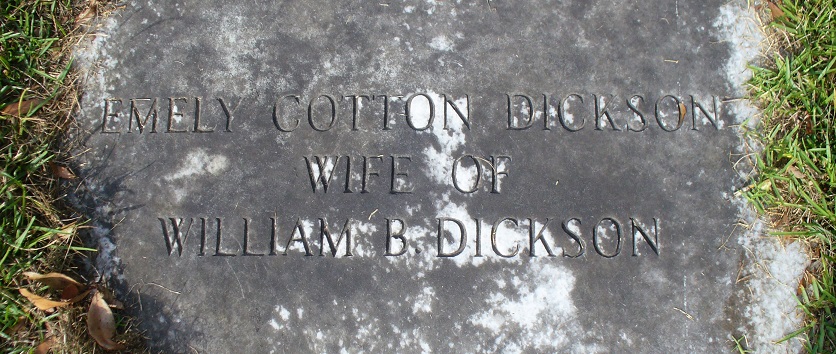 EMELY COTTON DICKSON
WIFE OF
WILLIAM B. DICKSON